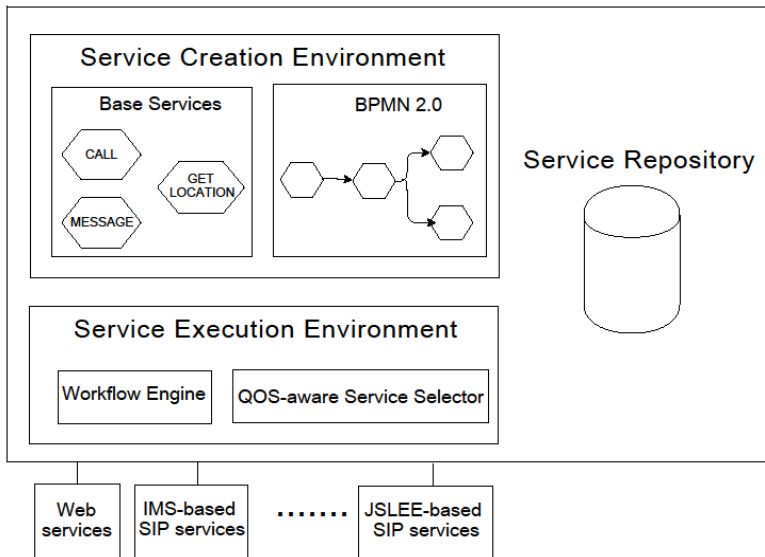 Service Creation Environment
Base Services
CALL
GET
LOCATION
MESSAGE
BPMN 2.0
Service Repository
Service Execution Environment
Workflow Engine
QOS-aware Service Selector
Web
services
IMS-based
SIP services
.......
JSLEE-based
SIP services